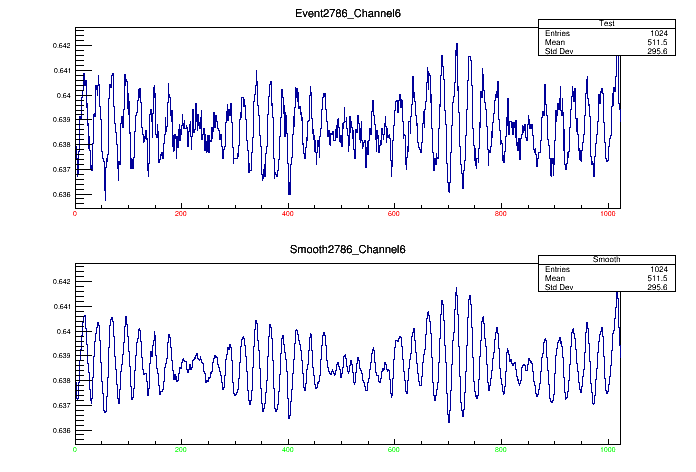 Event2786_Channel6
Test
Entries 1024
Mean 511.5
Std Dev 295.6
0.642
0.641
0.64
0.639
0.638
0.637
0.636
0 200 400 600 800 1000
Smooth2786_Channel6
Smooth
Entries 1024
Mean 511.5
Std Dev 295.6
0.642
0.641
0.64
0.639
0.638
0.637
0.636
0 200 400 600 800 1000